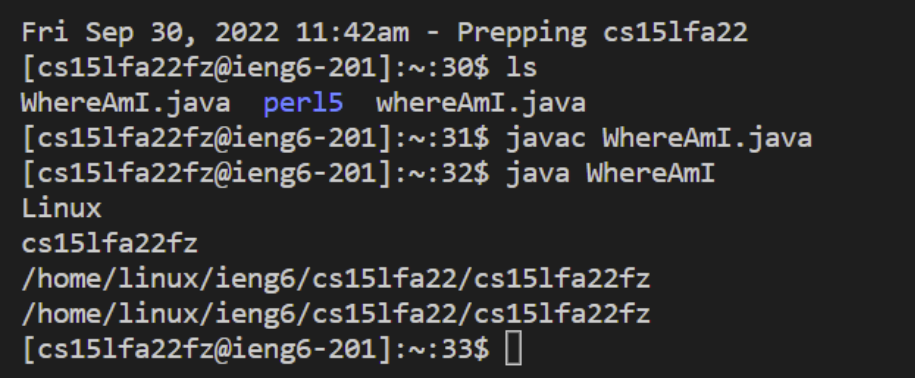 Fri Sep 30, 2022 11:42am - Prepping cs15lfa22
[cs15lfa22fz@ieng6-201]:~:30$ ls
WhereAmI.java  perl5  whereAmI.java
[cs15lfa22fz@ieng6-201]:~:31$ javac WhereAmI.java
[cs15lfa22fz@ieng6-201]:~:32$ java WhereAmI
Linux
cs15lfa22fz
/home/linux/ieng6/cs15lfa22/cs15lfa22fz
/home/linux/ieng6/cs15lfa22/cs15lfa22fz
[cs15lfa22fz@ieng6-201]:~:33$